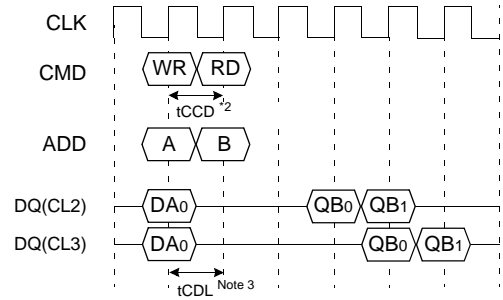 CLK
CMD WR RD
tCCD *2
ADD A B
DQ(CL2) DA0 QB0 QB1
DQ(CL3) DA0 QB0 QB1
tCDL Note 3